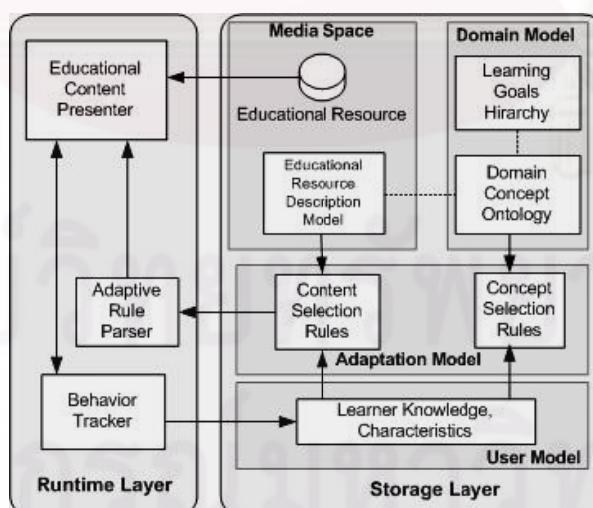 Educational
Content
Presenter
Adaptive
Rule
Parser
Behavior
Tracker
Runtime Layer
Media Space
Educational Resource
Educational
Resource
Description
Model
Domain Model
Learning
Goals
Hirarchy
Domain
Concept
Ontology
Content
Selection
Rules
Concept
Selection
Rules
Adaptation Model
Learner Knowledge,
Characteristics
User Model
Storage Layer